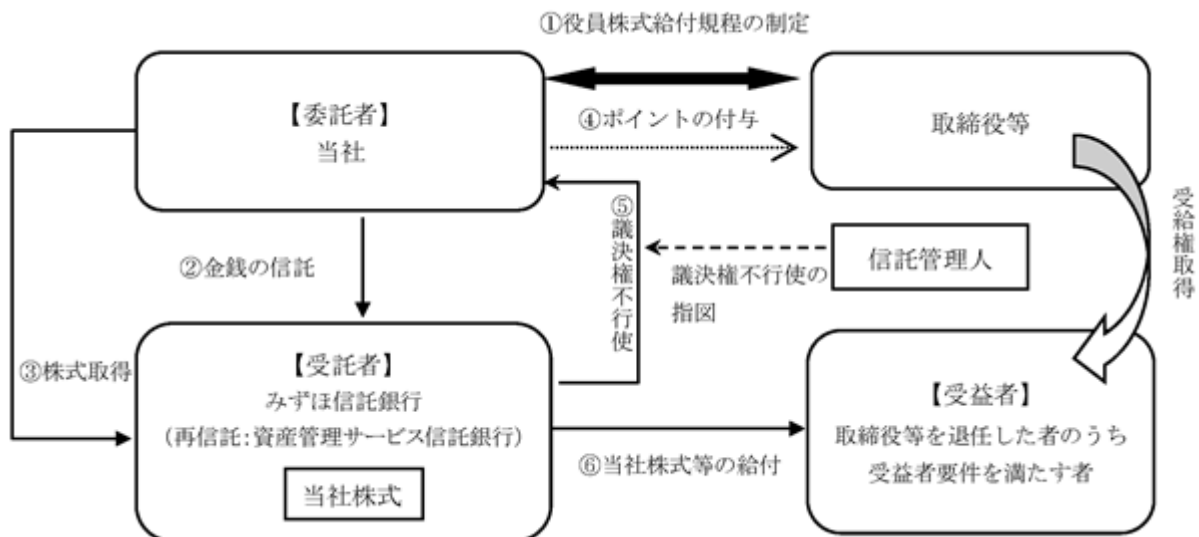 ①役員株式給付規程の制定
【委託者】
当社
④ポイントの付与
取締役等
②金銭の信託
⑤議決権不行使
議決権不行使の
指図
信託管理人
受給権取得
③株式取得
【受託者】
みずほ信託銀行
（再信託：資産管理サービス信託銀行）
当社株式
⑥当社株式等の給付
【受益者】
取締役等を退任した者のうち
受益者要件を満たす者